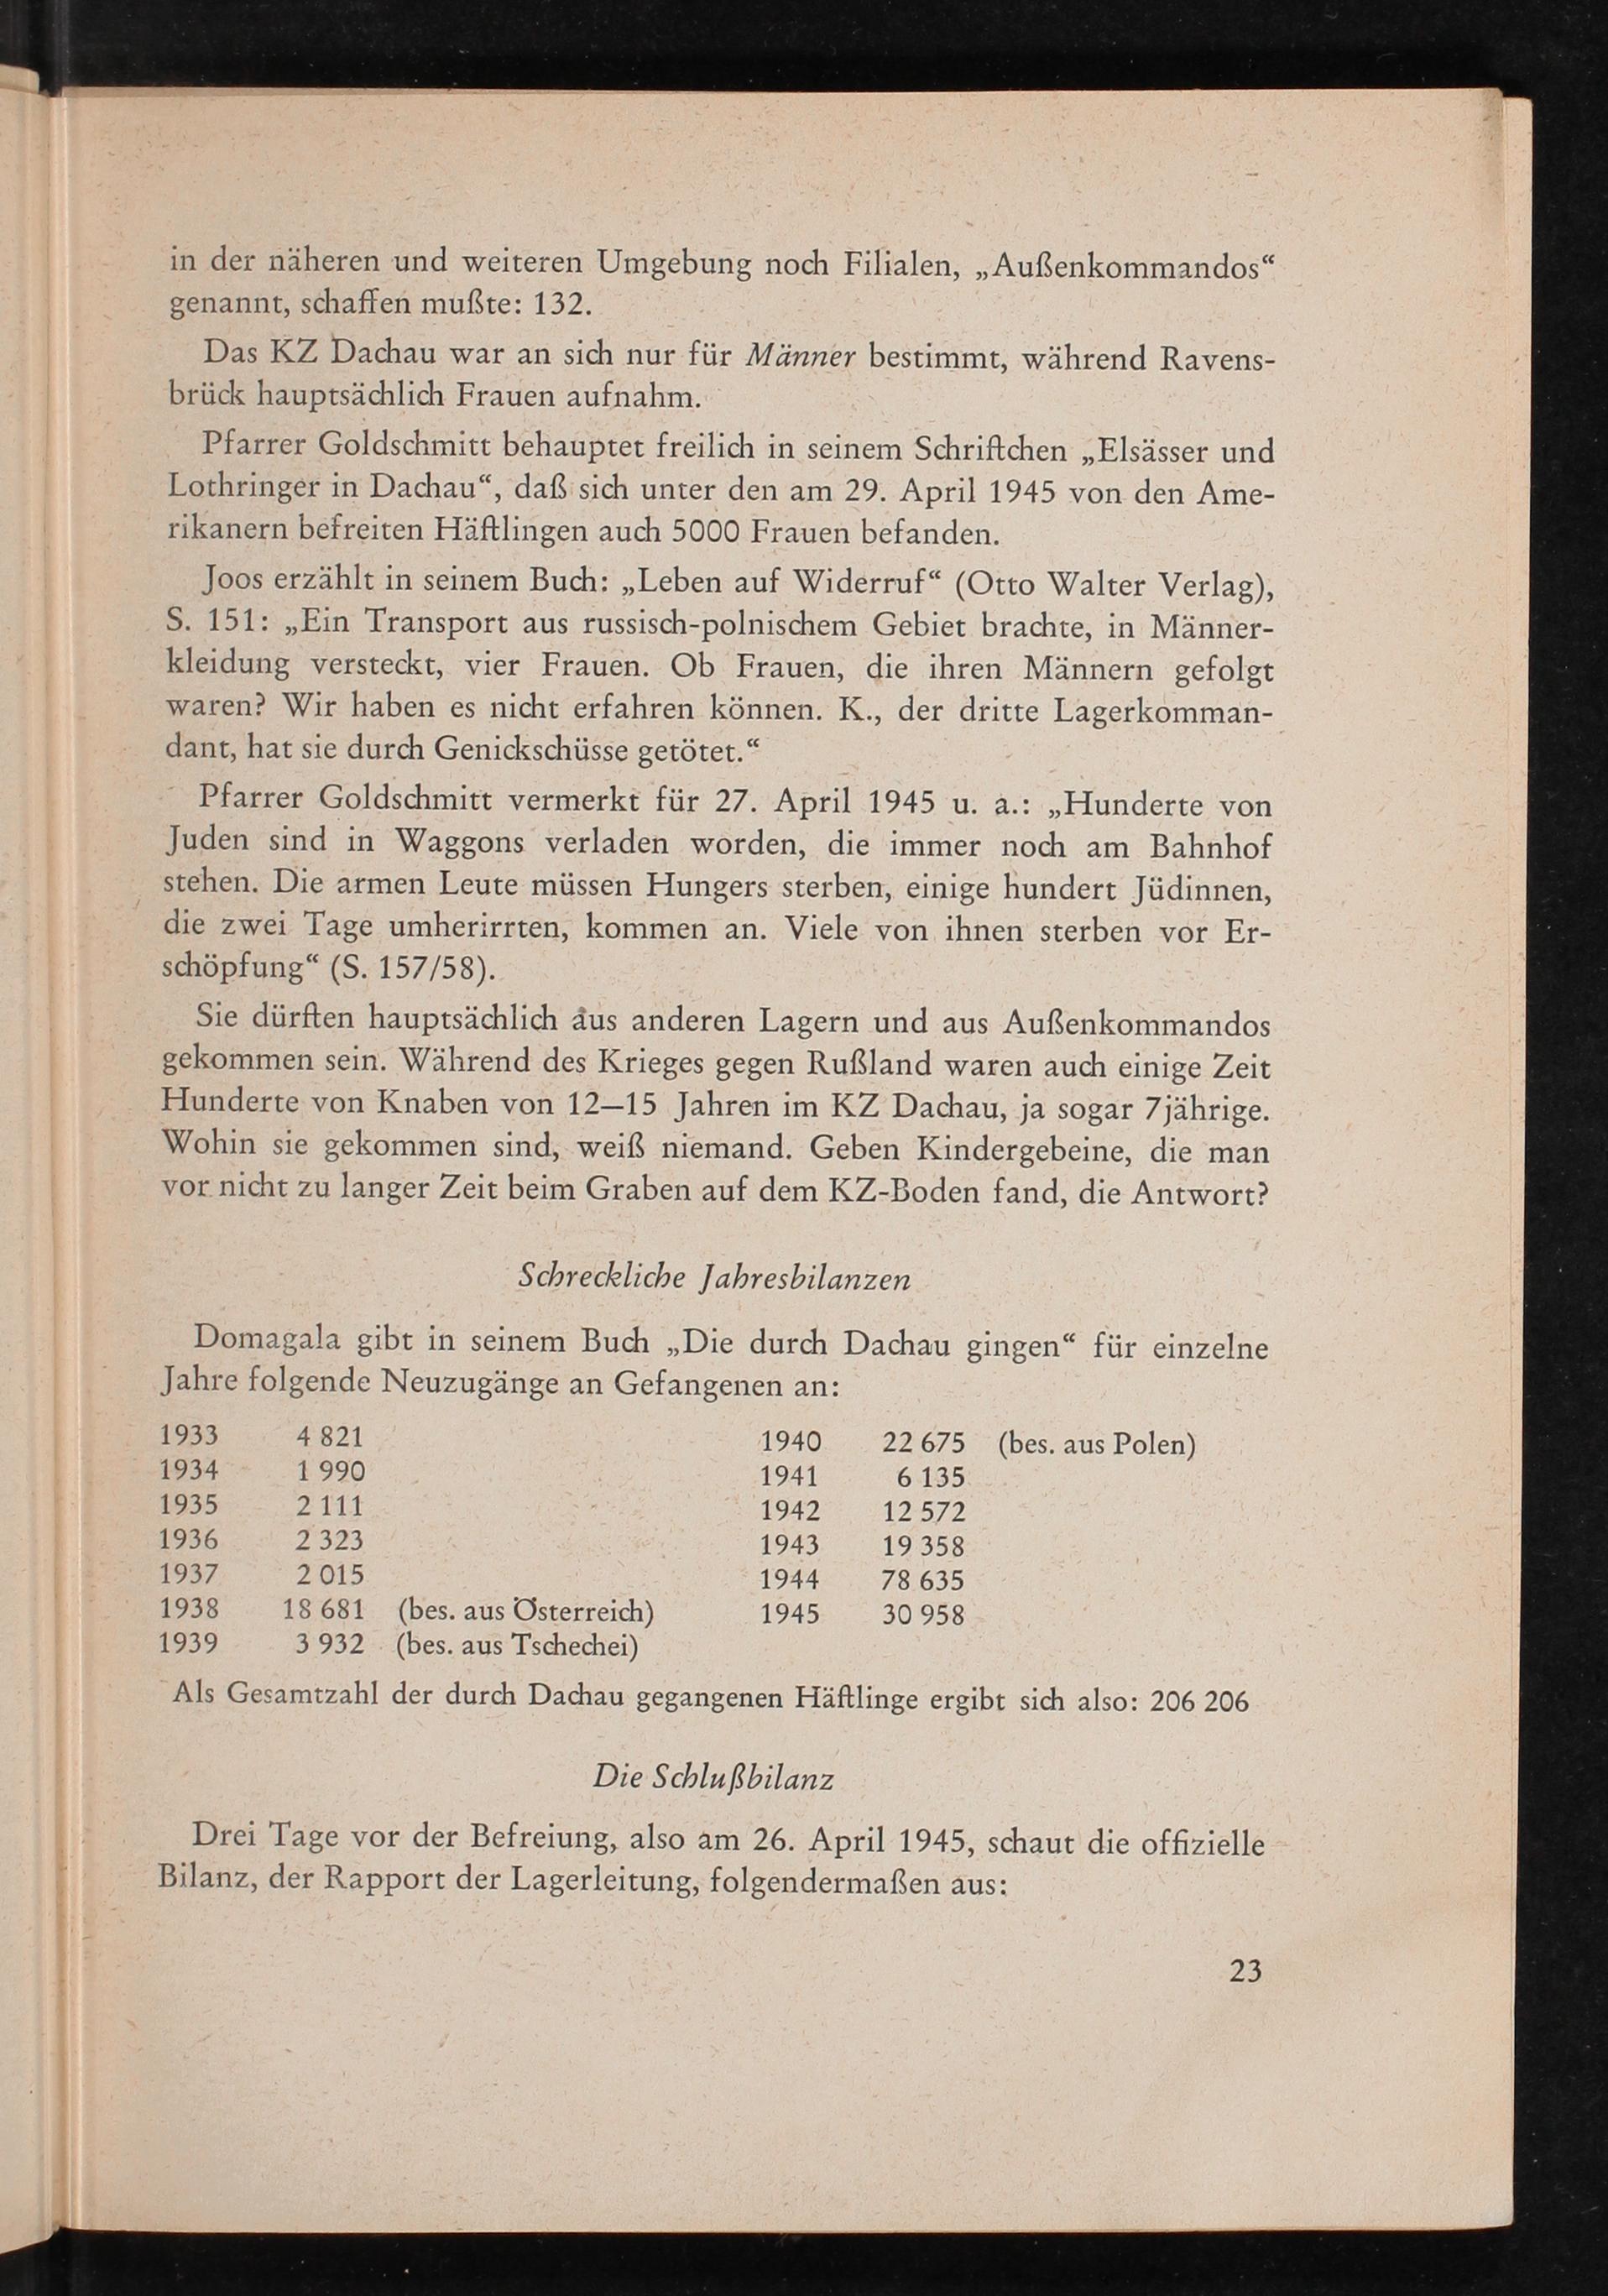 in der näheren und weiteren Umgebung noch Filialen, „Außenkommandos“
genannt, schaffen mußte: 132.
Das KZ Dachau war an sich nur für Männer bestimmt, während Ravens-
brück hauptsächlich Frauen aufnahm.
Pfarrer Goldschmitt behauptet freilich in seinem Schriftchen „Elsässer und
Lothringer in Dachau“, daß sich unter den am 29. April 1945 von den Ame-
rikanern befreiten Häftlingen auch 5000 Frauen befanden.
Joos erzählt in seinem Buch: „Leben auf Widerruf“ (Otto Walter Verlag),
S. 151: „Ein Transport aus russisch-polnischem Gebiet brachte, in Männer-
kleidung versteckt, vier Frauen. Ob Frauen, die ihren Männern gefolgt
waren? Wir haben es nicht erfahren können. K., der dritte Lagerkomman-
dant, hat sie durch Genickschüsse getötet.“
Pfarrer Goldschmitt vermerkt für 27. April 1945 u. a.: „Hunderte von
Juden sind in Waggons verladen worden, die immer noch am Bahnhof
stehen. Die armen Leute müssen Hungers sterben, einige hundert Jüdinnen,
die zwei Tage umherirrten, kommen an. Viele von ihnen sterben vor Er-
schöpfung“ (S. 157/58).
Sie dürften hauptsächlich aus anderen Lagern und aus Außenkommandos
gekommen sein. Während des Krieges gegen Rußland waren auch einige Zeit
Hunderte von Knaben von 12—15 Jahren im KZ Dachau, ja sogar 7jährige.
Wohin sie gekommen sind, weiß niemand. Geben Kindergebeine, die man
vor nicht zu langer Zeit beim Graben auf dem KZ-Boden fand, die Antwort?
Schreckliche Jahresbilanzen
Domagala gibt in seinem Buch „Die durch Dachau gingen“ für einzelne
Jahre folgende Neuzugänge an Gefangenen an:
1933 4 821
1934 1 990
1935 2 111
1936 2 323
1937 2 015
1938 18 681 (bes. aus Österreich)
1939 3 932 (bes. aus Tschechei)
1940 22 675 (bes. aus Polen)
1941 6 135
1942 12 572
1943 19 358
1944 78 635
1945 30 958
Als Gesamtzahl der durch Dachau gegangenen Häftlinge ergibt sich also: 206 206
Die Schlußbilanz
Drei Tage vor der Befreiung, also am 26. April 1945, schaut die offizielle
Bilanz, der Rapport der Lagerleitung, folgendermaßen aus:
23